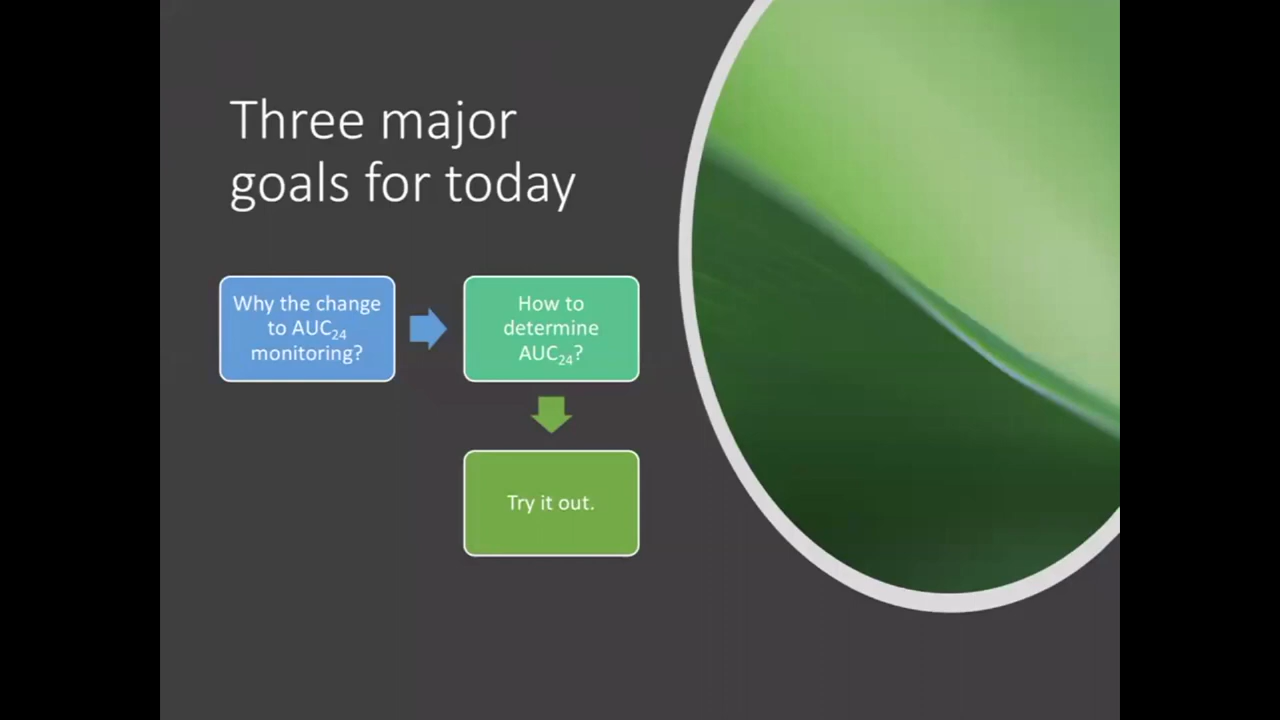 Three major
goals for today
Why the change
to AUC₂₄
monitoring?
How to
determine
AUC₂₄?
Try it out.